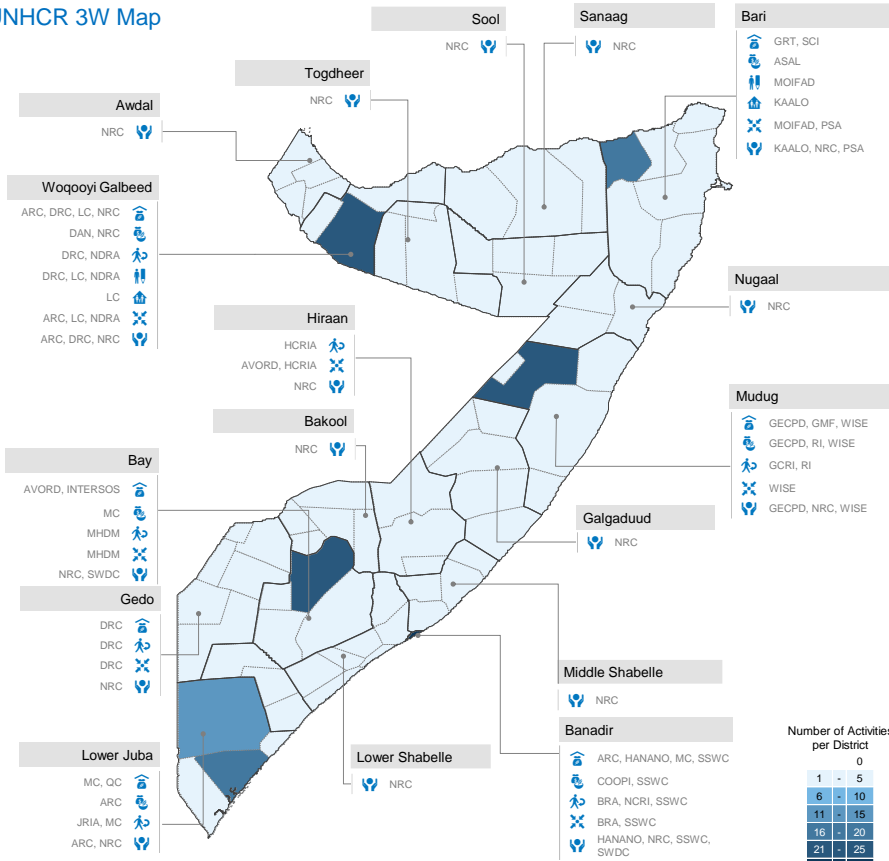 UNHCR 3W Map
Sool
NRC
Sanaag
NRC
Bari
GRT, SCI
ASAL
MOIFAD
KAALO
MOIFAD, PSA
KAALO, NRC, PSA
Togdheer
NRC
Awdal
NRC
Woqooyi Galbeed
ARC, DRC, LC, NRC
DAN, NRC
DRC, NDRA
DRC, LC, NDRA
LC
ARC, LC, NDRA
ARC, DRC, NRC
Nugaal
NRC
Hiraan
HCRIA
AVORD, HCRIA
NRC
Mudug
GECPD, GMF, WISE
GECPD, RI, WISE
GCRI, RI
WISE
GECPD, NRC, WISE
Bakool
NRC
Bay
AVORD, INTERSOS
MC
MHDM
MHDM
NRC, SWDC
Galgaduud
NRC
Gedo
DRC
DRC
DRC
NRC
Middle Shabelle
NRC
Banadir
ARC, HANANO, MC, SSWC
COOPI, SSWC
BRA, NCRI, SSWC
BRA, SSWC
HANANO, NRC, SSWC,
SWDC
Lower Shabelle
NRC
Lower Juba
MC, QC
ARC
JRIA, MC
ARC, NRC
Number of Activities
per District
0
1 - 5
6 - 10
11 - 15
16 - 20
21 - 25